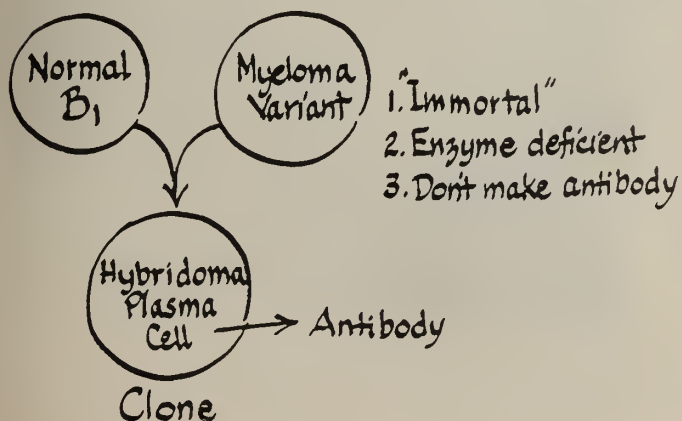 Normal
B1
Myeloma
Variant
1. "Immortal"
2. Enzyme deficient
3. Don't make antibody
Hybridoma
Plasma
Cell
Antibody
Clone